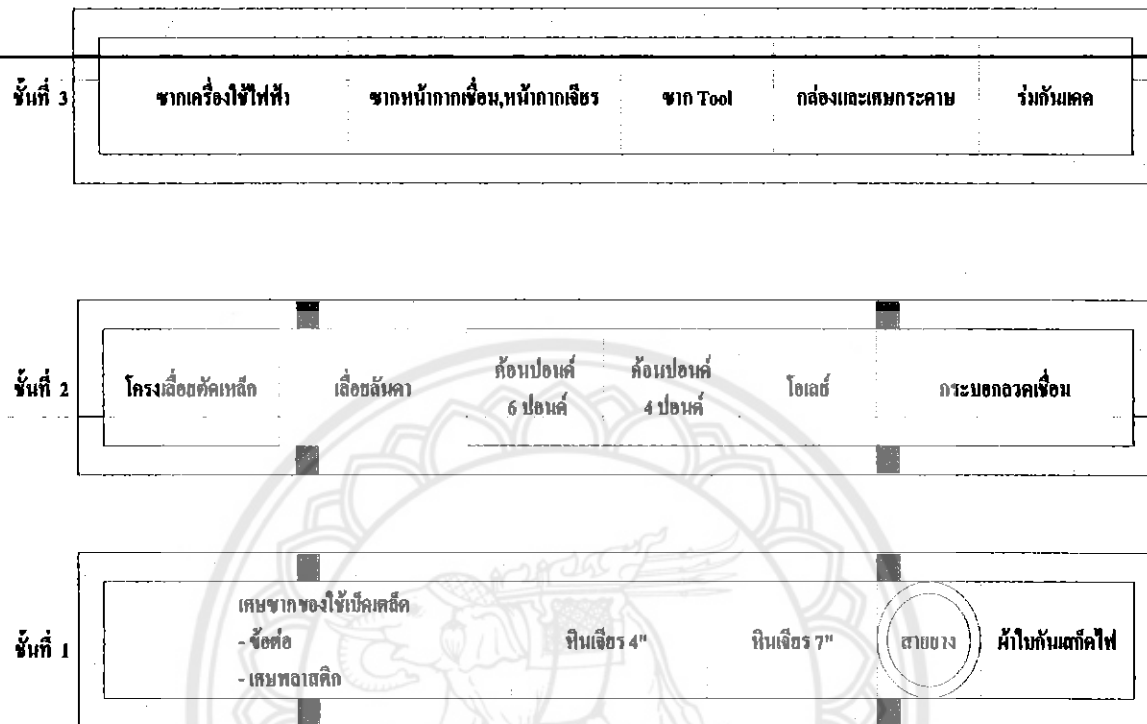 ชั้นที่ 3
ซากเครื่องใช้ไฟฟ้า
ซากหน้ากากเชื่อม,หน้ากากเจียร
ซาก Tool
กล่องและเศษกระดาษ
ร่มกันแดด
ชั้นที่ 2
โครงเลื่อยตัดเหล็ก
เลื่อยลันดา
ค้อนปอนด์
6 ปอนด์
ค้อนปอนด์
4 ปอนด์
โอเลย์
กระบอกลวดเชื่อม
ชั้นที่ 1
เศษซากของใช้เบ็ดเตล็ด
- ข้อต่อ
- เศษพลาสติก
หินเจียร 4"
หินเจียร 7"
สายยาง
ผ้าใบกันสเก็ดไฟ